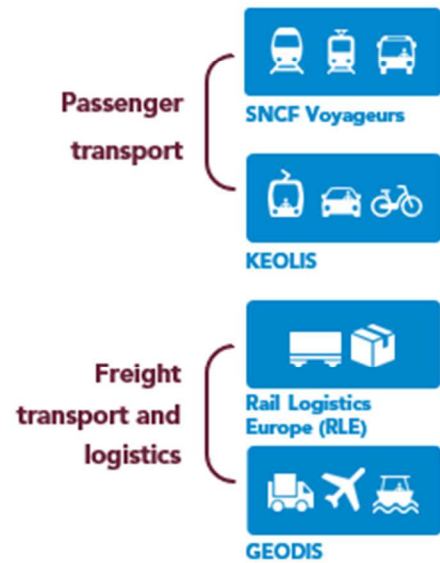 Passenger
transport
SNCF Voyageurs
KEOLIS
Freight
transport and
logistics
Rail Logistics
Europe (RLE)
GEODIS